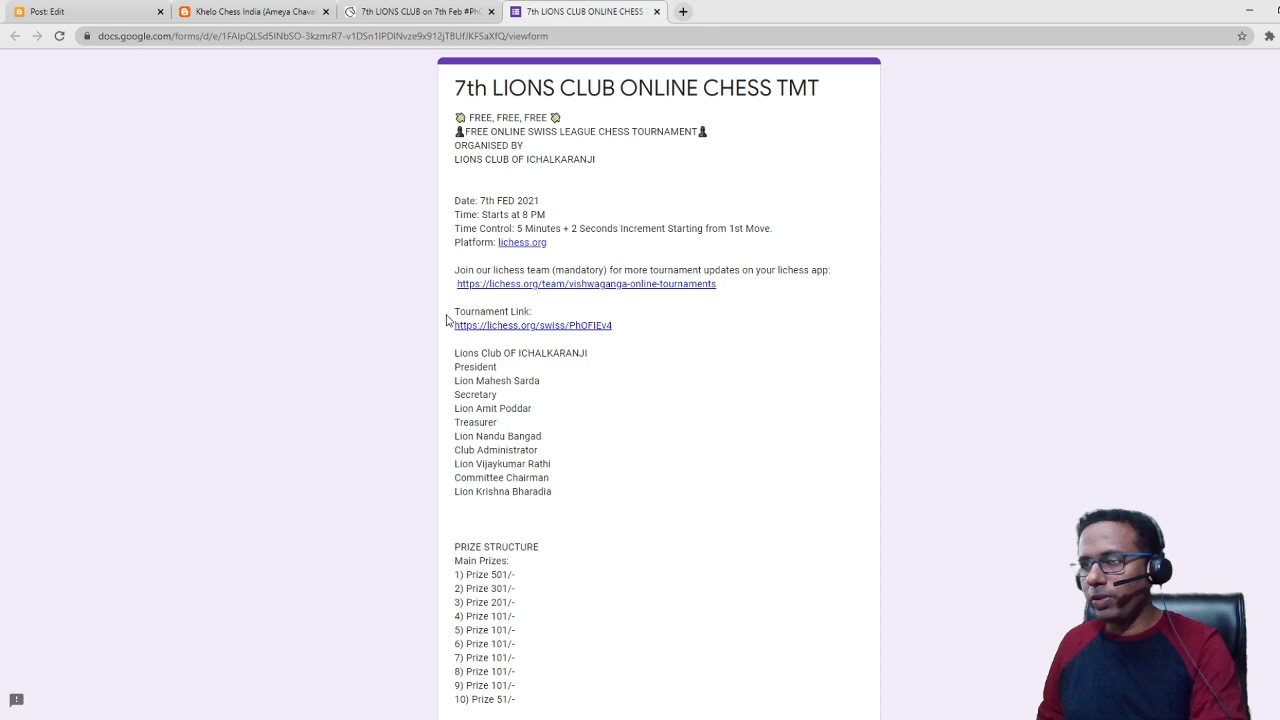 Post: Edit
Khelo Chess India (Ameya Chavan
7th LIONS CLUB on 7th Feb #PhO
7th LIONS CLUB ONLINE CHESS T
docs.google.com/forms/d/e/1FAIpQLSd5INbSO-3kzmrR7-v1DSn1IPDINvze9x912jTBUfJKFSaXfQ/viewform
7th LIONS CLUB ONLINE CHESS TMT
FREE, FREE, FREE
FREE ONLINE SWISS LEAGUE CHESS TOURNAMENT
ORGANISED BY
LIONS CLUB OF ICHALKARANJI
Date: 7th FED 2021
Time: Starts at 8 PM
Time Control: 5 Minutes + 2 Seconds Increment Starting from 1st Move.
Platform: lichess.org
Join our lichess team (mandatory) for more tournament updates on your lichess app:
https://lichess.org/team/vishwaganga-online-tournaments
Tournament Link:
https://lichess.org/swiss/PhOFIEv4
Lions Club OF ICHALKARANJI
President
Lion Mahesh Sarda
Secretary
Lion Amit Poddar
Treasurer
Lion Nandu Bangad
Club Administrator
Lion Vijaykumar Rathi
Committee Chairman
Lion Krishna Bharadia
PRIZE STRUCTURE
Main Prizes:
1) Prize 501/-
2) Prize 301/-
3) Prize 201/-
4) Prize 101/-
5) Prize 101/-
6) Prize 101/-
7) Prize 101/-
8) Prize 101/-
9) Prize 101/-
10) Prize 51/-